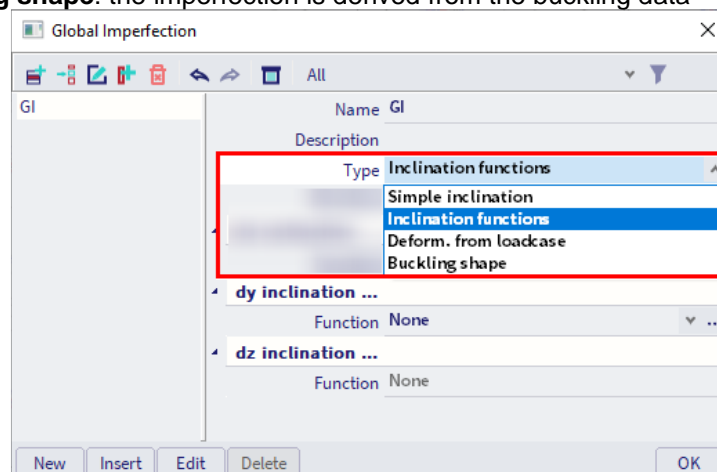 g shape: the imperfection is derived from the buckling data
Global Imperfection
All
GI
Name GI
Description
Type Inclination functions
Simple inclination
Inclination functions
Deform. from loadcase
Buckling shape
dy inclination ...
Function None
dz inclination ...
Function None
New Insert Edit Delete OK